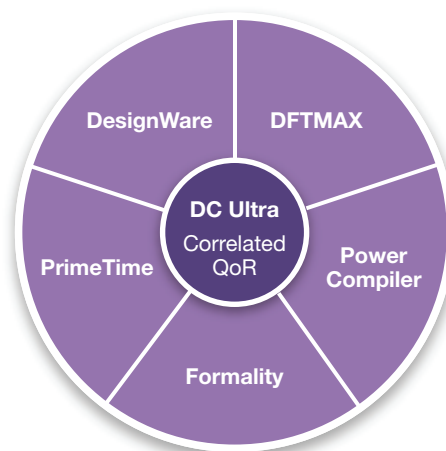 DesignWare
DFTMAX
DC Ultra
Correlated
QoR
PrimeTime
Power
Compiler
Formality